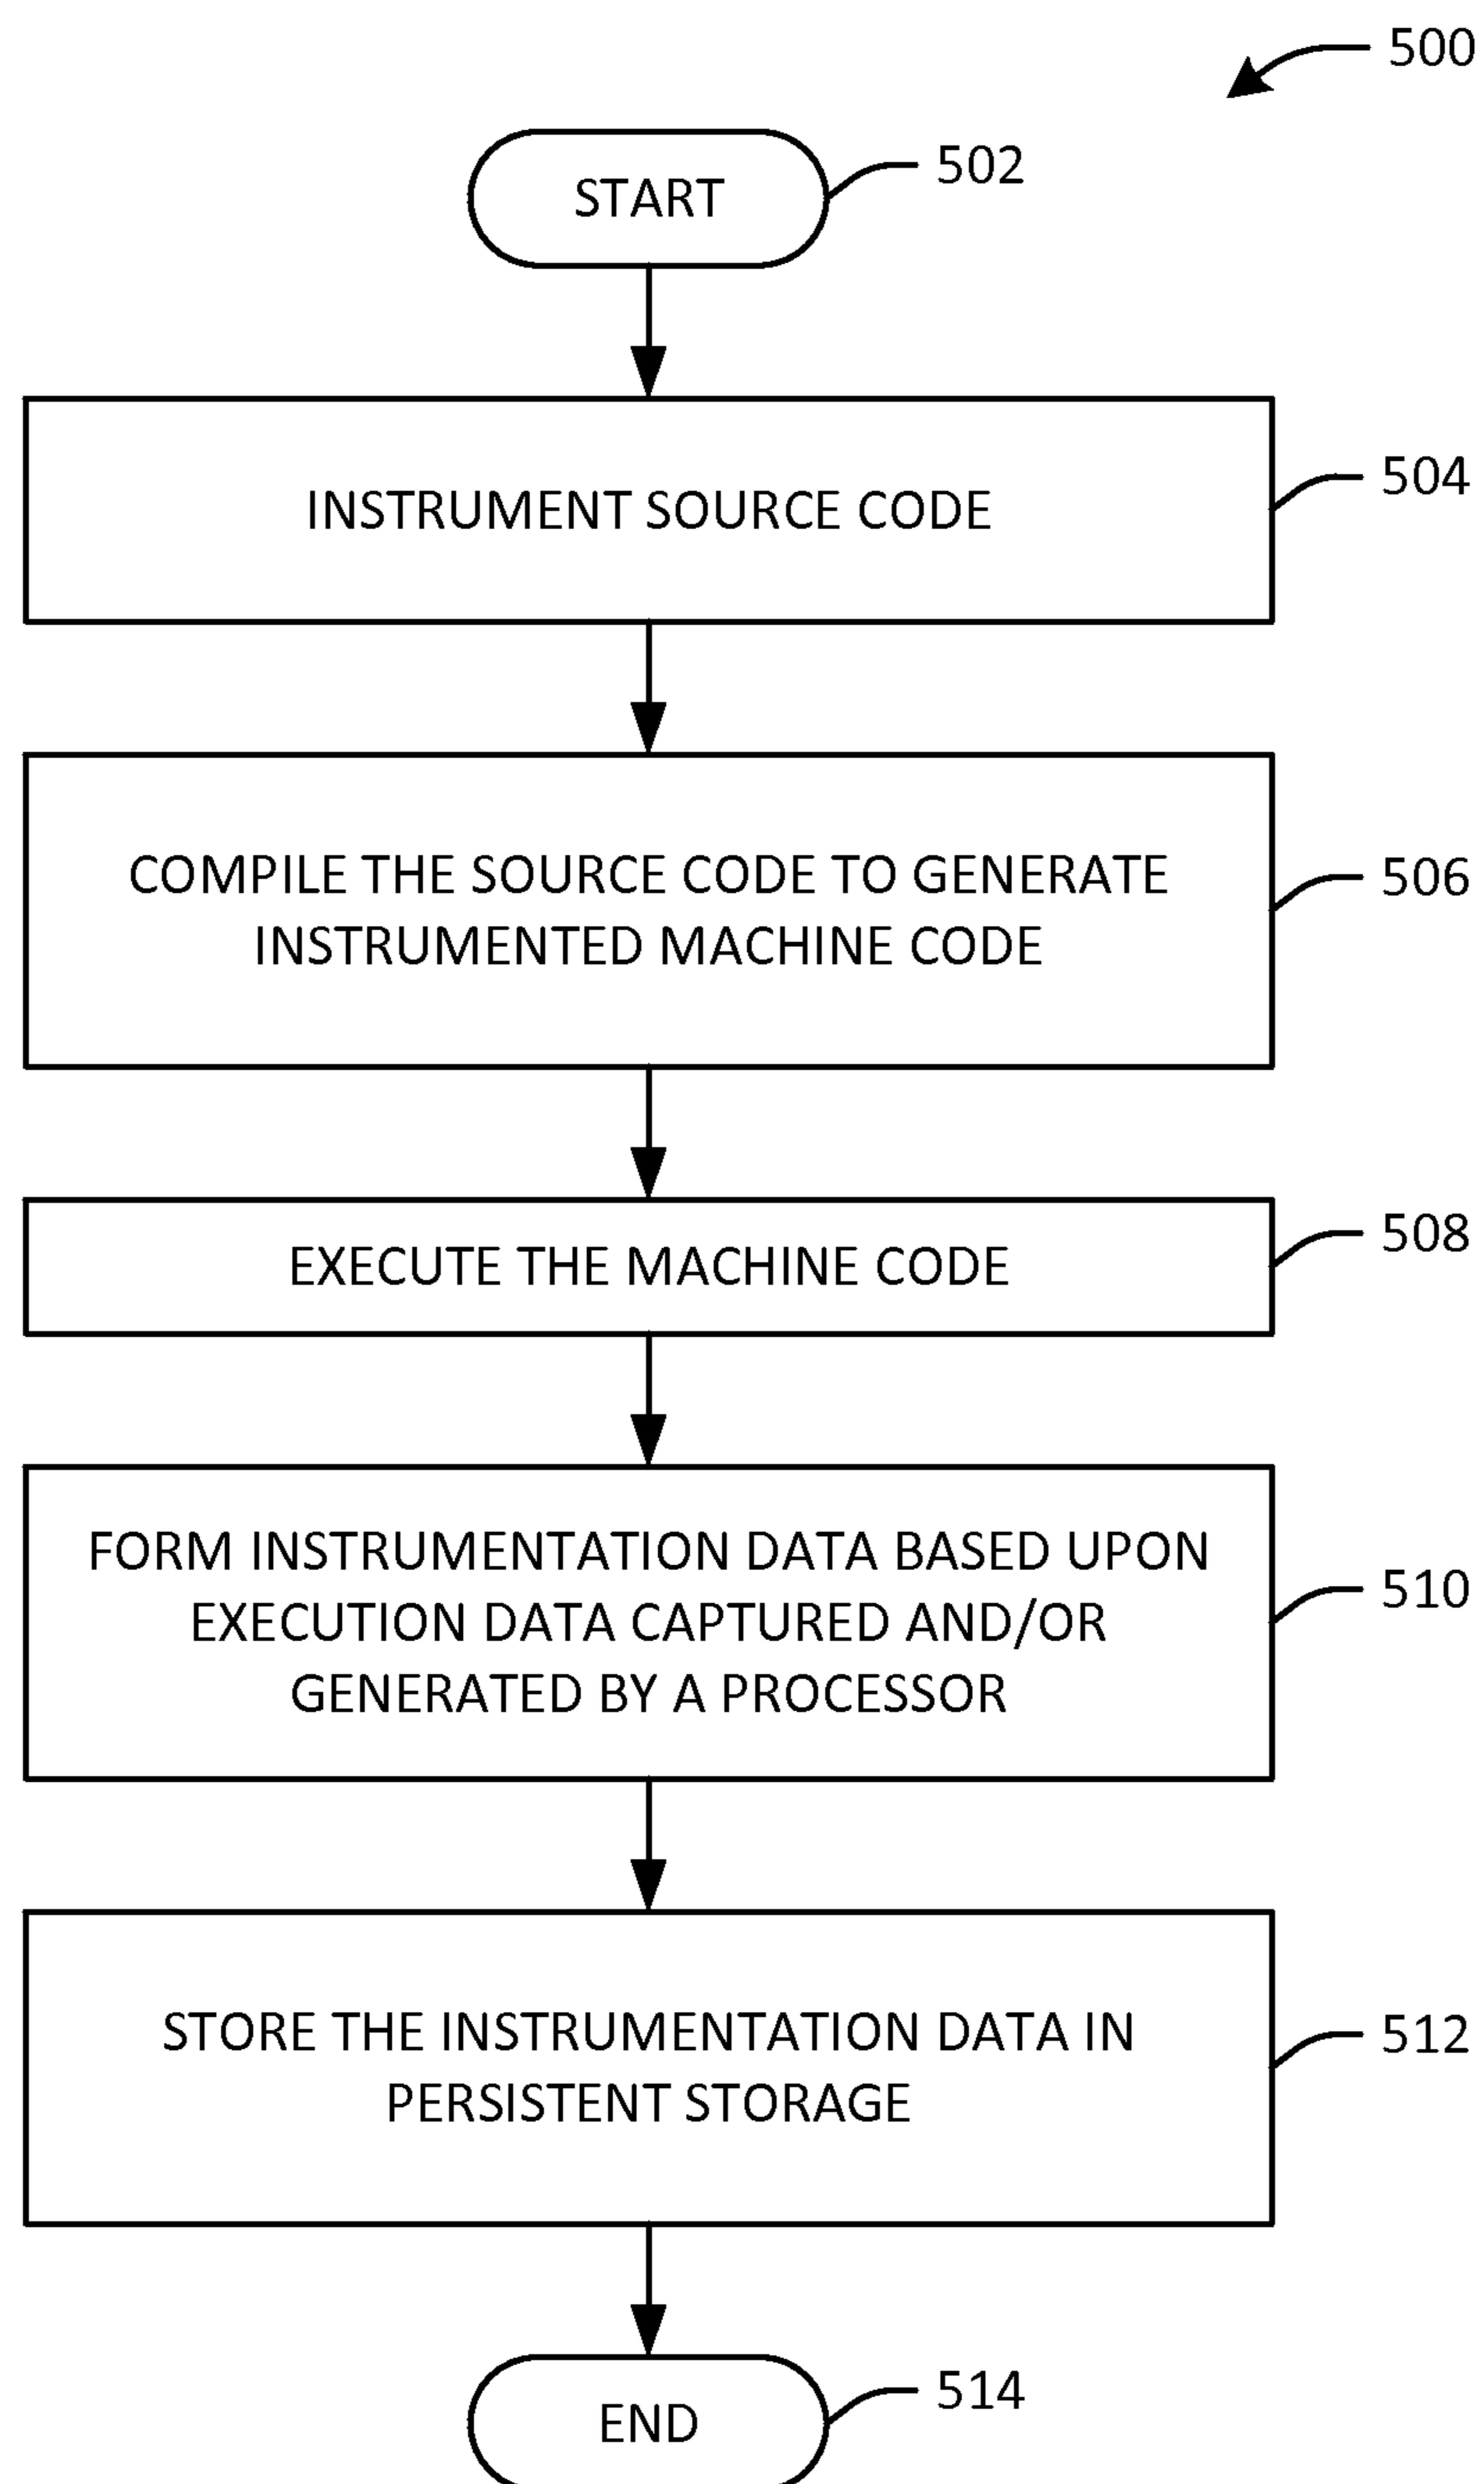 500
START
502
INSTRUMENT SOURCE CODE
504
COMPILE THE SOURCE CODE TO GENERATE
INSTRUMENTED MACHINE CODE
506
EXECUTE THE MACHINE CODE
508
FORM INSTRUMENTATION DATA BASED UPON
EXECUTION DATA CAPTURED AND/OR
GENERATED BY A PROCESSOR
510
STORE THE INSTRUMENTATION DATA IN
PERSISTENT STORAGE
512
END
514